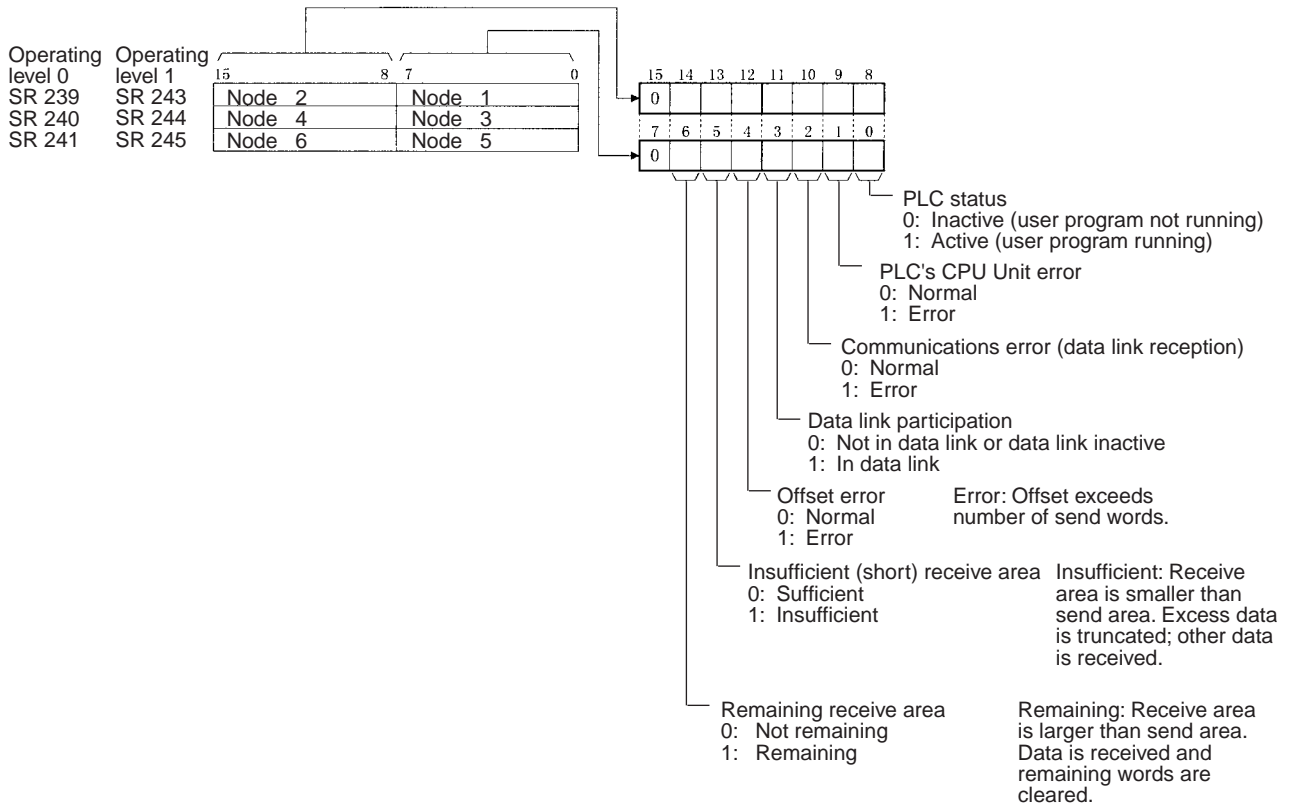 Operating level 0 Operating level 1
15 8 7 0
SR 239 SR 243 Node 2 Node 1
SR 240 SR 244 Node 4 Node 3
SR 241 SR 245 Node 6 Node 5
15 14 13 12 11 10 9 8
0
7 6 5 4 3 2 1 0
0
PLC status
0: Inactive (user program not running)
1: Active (user program running)
PLC's CPU Unit error
0: Normal
1: Error
Communications error (data link reception)
0: Normal
1: Error
Data link participation
0: Not in data link or data link inactive
1: In data link
Offset error
0: Normal
1: Error
Error: Offset exceeds
number of send words.
Insufficient (short) receive area
0: Sufficient
1: Insufficient
Insufficient: Receive
area is smaller than
send area. Excess data
is truncated; other data
is received.
Remaining receive area
0: Not remaining
1: Remaining
Remaining: Receive area
is larger than send area.
Data is received and
remaining words are
cleared.